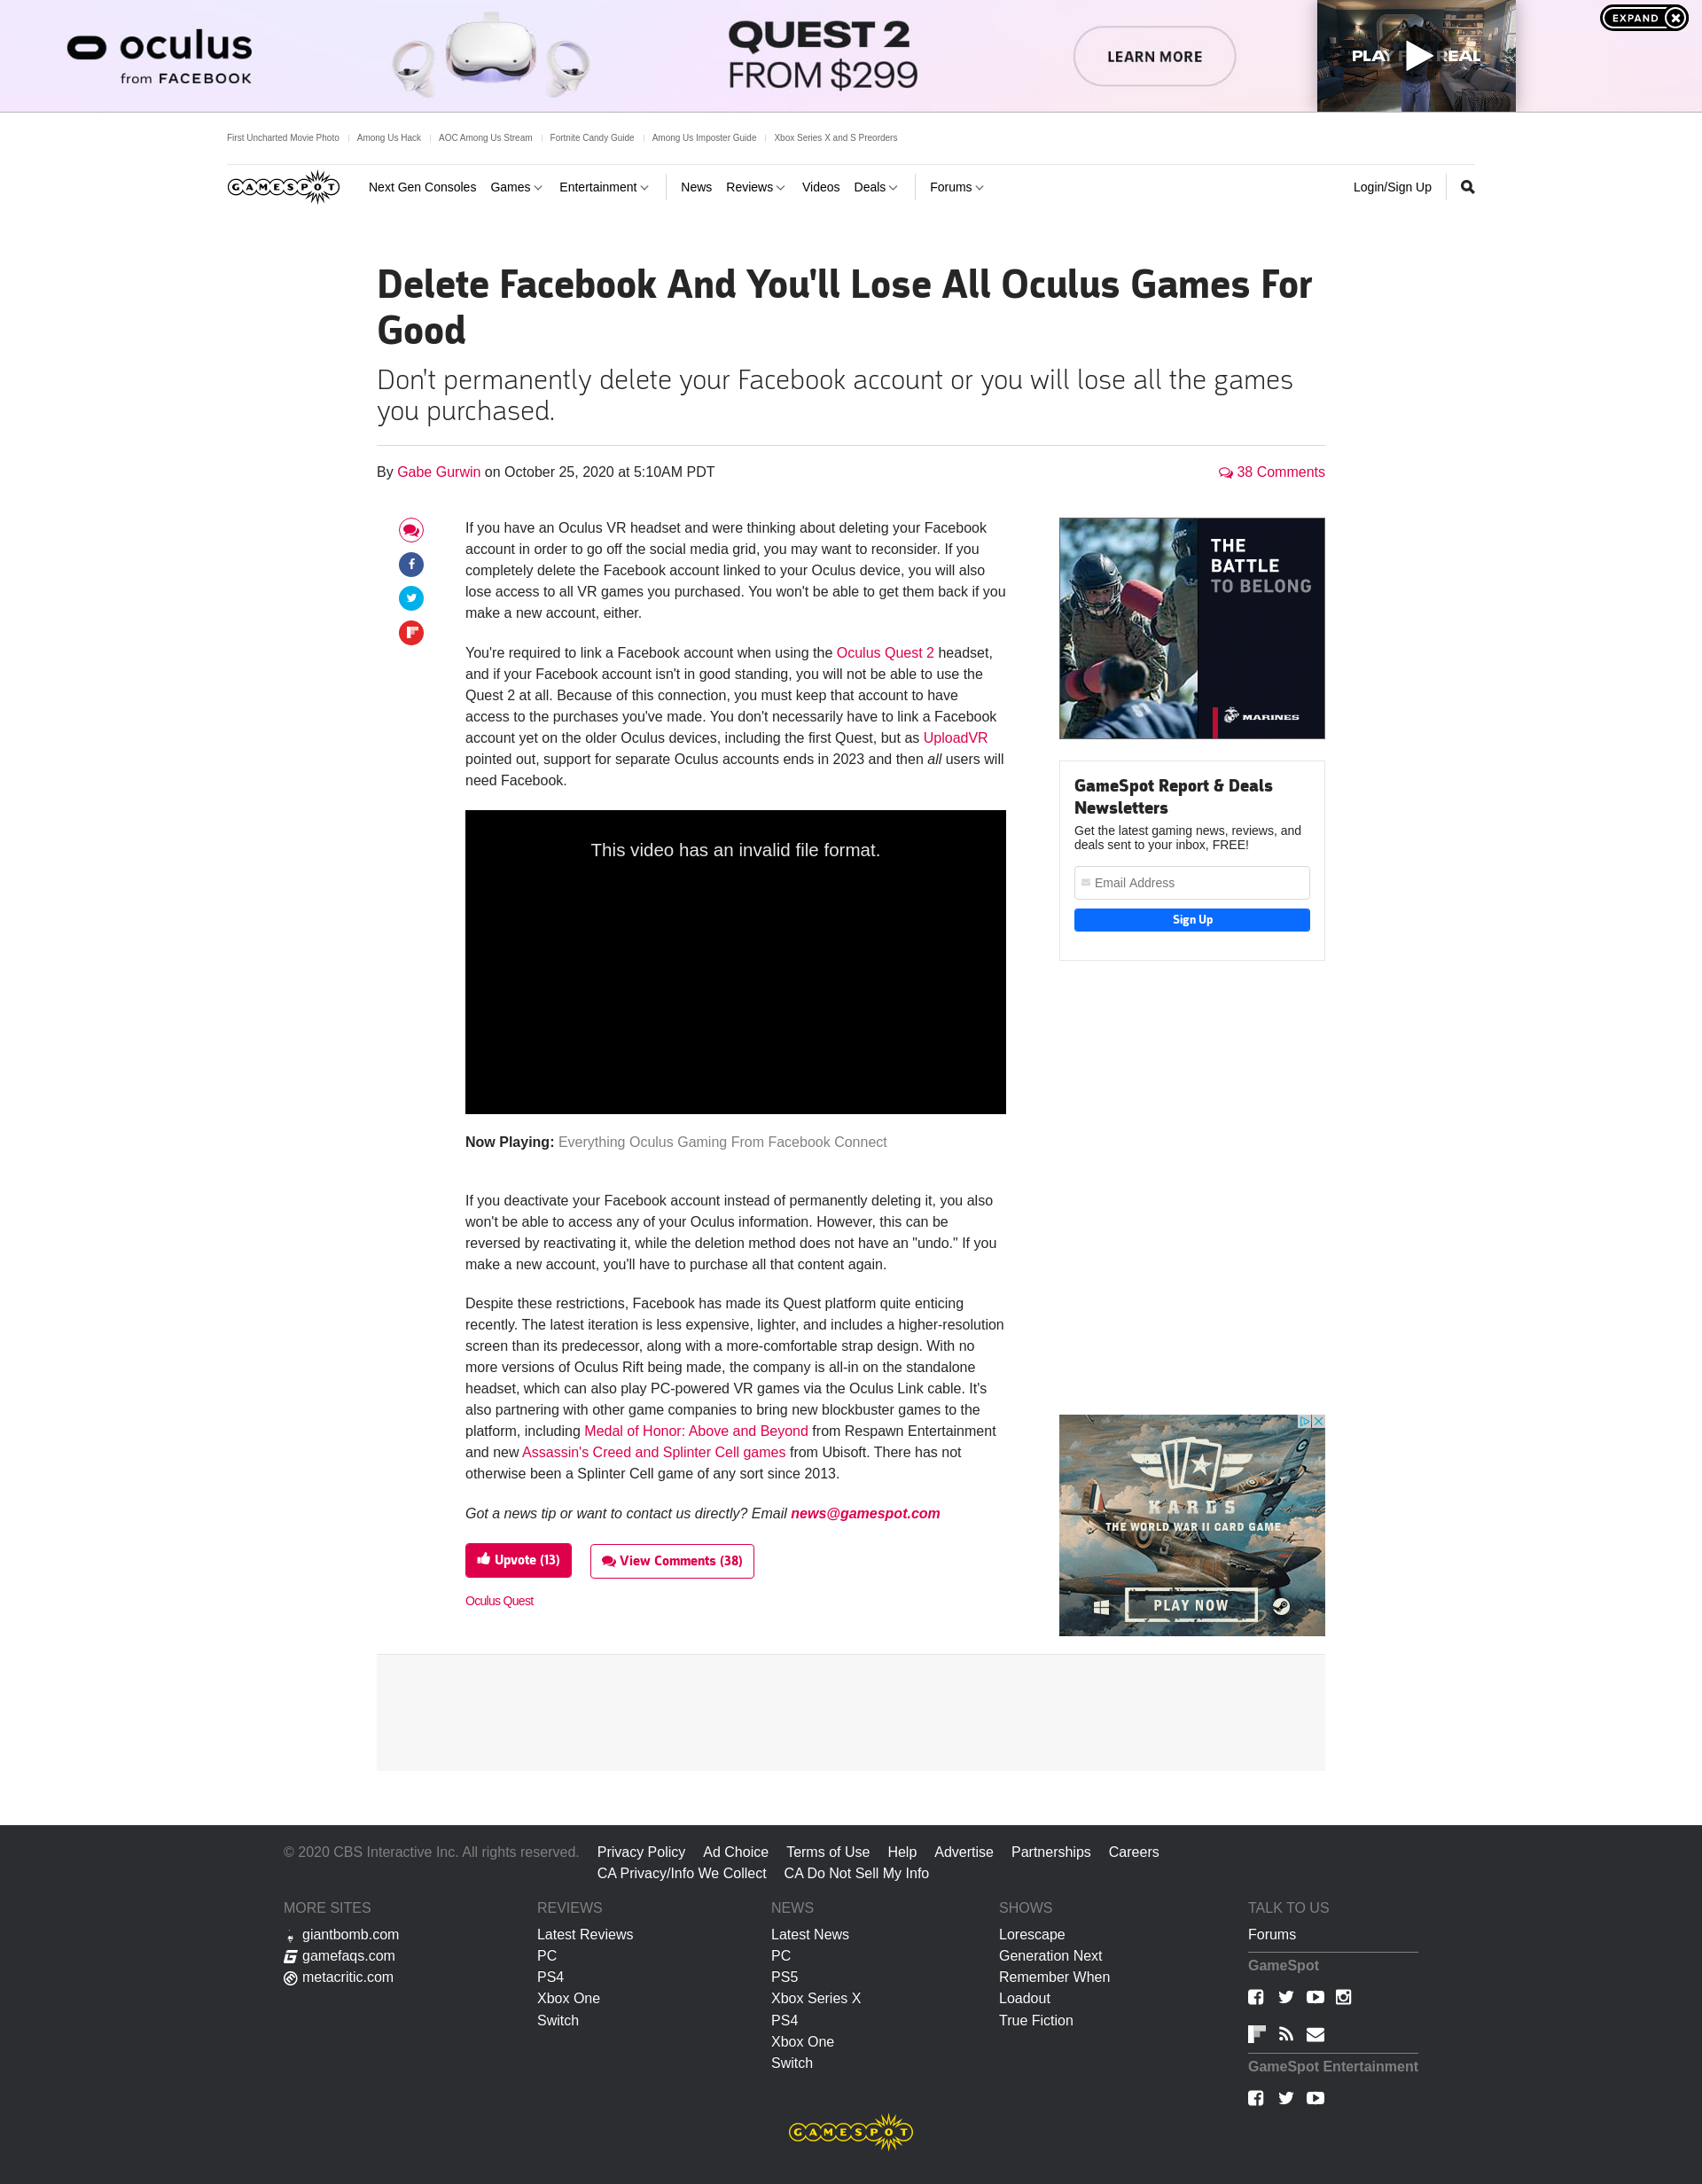 oculus
from FACEBOOK
QUEST 2
FROM $299
LEARN MORE
EXPAND
First Uncharted Movie Photo
Among Us Hack
AOC Among Us Stream
Fortnite Candy Guide
Among Us Imposter Guide
Xbox Series X and S Preorders
GAMESPOT
Next Gen Consoles
Games
Entertainment
News
Reviews
Videos
Deals
Forums
Login/Sign Up
Delete Facebook And You'll Lose All Oculus Games For
Good
Don't permanently delete your Facebook account or you will lose all the games
you purchased.
By Gabe Gurwin on October 25, 2020 at 5:10AM PDT
38 Comments
If you have an Oculus VR headset and were thinking about deleting your Facebook
account in order to go off the social media grid, you may want to reconsider. If you
completely delete the Facebook account linked to your Oculus device, you will also
lose access to all VR games you purchased. You won't be able to get them back if you
make a new account, either.
You're required to link a Facebook account when using the Oculus Quest 2 headset,
and if your Facebook account isn't in good standing, you will not be able to use the
Quest 2 at all. Because of this connection, you must keep that account to have
access to the purchases you've made. You don't necessarily have to link a Facebook
account yet on the older Oculus devices, including the first Quest, but as UploadVR
pointed out, support for separate Oculus accounts ends in 2023 and then all users will
need Facebook.
THE
BATTLE
TO BELONG
MARINES
GameSpot Report & Deals
Newsletters
Get the latest gaming news, reviews, and
deals sent to your inbox, FREE!
Email Address
Sign Up
This video has an invalid file format.
Now Playing: Everything Oculus Gaming From Facebook Connect
If you deactivate your Facebook account instead of permanently deleting it, you also
won't be able to access any of your Oculus information. However, this can be
reversed by reactivating it, while the deletion method does not have an "undo." If you
make a new account, you'll have to purchase all that content again.
Despite these restrictions, Facebook has made its Quest platform quite enticing
recently. The latest iteration is less expensive, lighter, and includes a higher-resolution
screen than its predecessor, along with a more-comfortable strap design. With no
more versions of Oculus Rift being made, the company is all-in on the standalone
headset, which can also play PC-powered VR games via the Oculus Link cable. It's
also partnering with other game companies to bring new blockbuster games to the
platform, including Medal of Honor: Above and Beyond from Respawn Entertainment
and new Assassin's Creed and Splinter Cell games from Ubisoft. There has not
otherwise been a Splinter Cell game of any sort since 2013.
Got a news tip or want to contact us directly? Email news@gamespot.com
Upvote (13)
View Comments (38)
Oculus Quest
KARDS
THE WORLD WAR II CARD GAME
PLAY NOW
© 2020 CBS Interactive Inc. All rights reserved.
Privacy Policy
Ad Choice
Terms of Use
Help
Advertise
Partnerships
Careers
CA Privacy/Info We Collect
CA Do Not Sell My Info
MORE SITES
giantbomb.com
gamefaqs.com
metacritic.com
REVIEWS
Latest Reviews
PC
PS4
Xbox One
Switch
NEWS
Latest News
PC
PS5
Xbox Series X
PS4
Xbox One
Switch
SHOWS
Lorescape
Generation Next
Remember When
Loadout
True Fiction
TALK TO US
Forums
GameSpot
GameSpot Entertainment
GAMESPOT